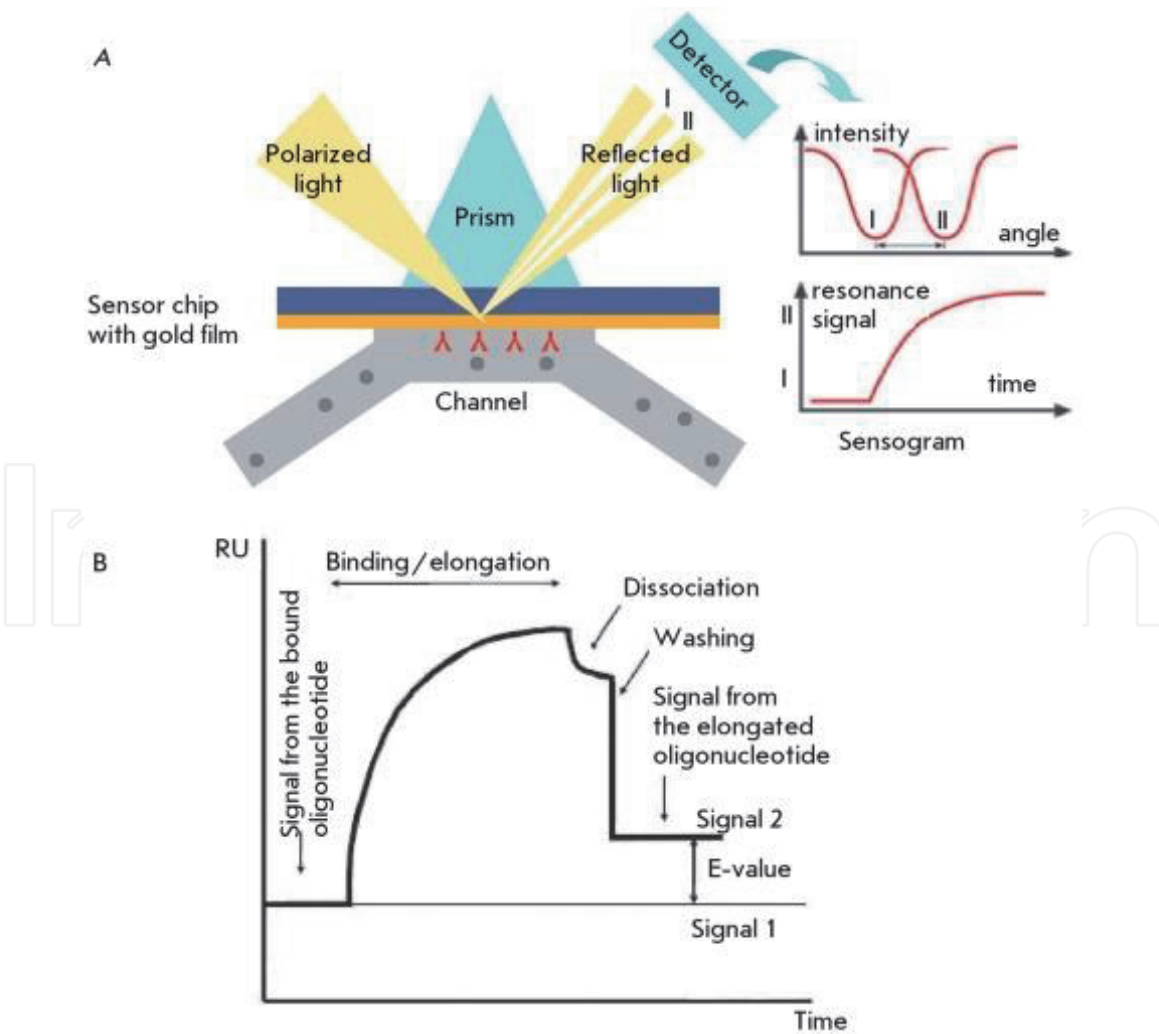 A
Detector
I
II
Polarized
light
Reflected
light
Prism
Sensor chip
with gold film
Channel
intensity
I
II
angle
resonance
signal
II
I
time
Sensogram
B
RU
Binding/elongation
Signal from the bound
oligonucleotide
Dissociation
Washing
Signal from
the elongated
oligonucleotide
Signal 2
E-value
Signal 1
Time